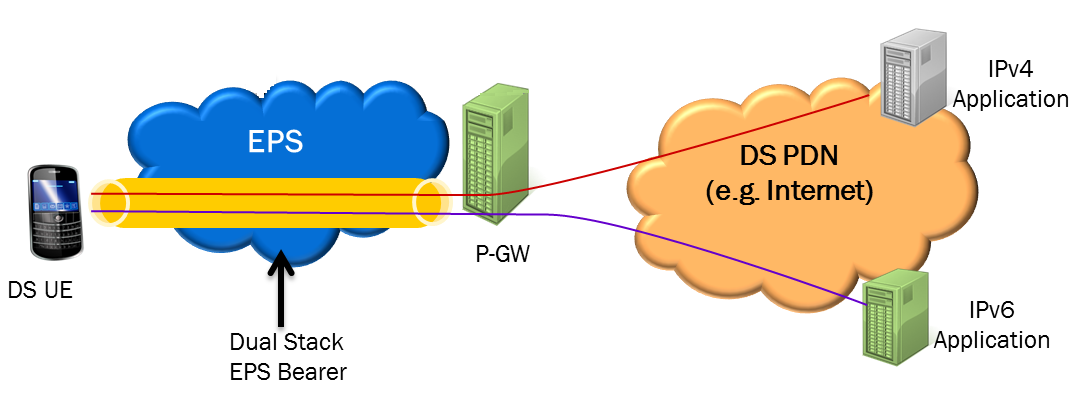 EPS
DS UE
P-GW
Dual Stack
EPS Bearer
DS PDN
(e.g. Internet)
IPv4
Application
IPv6
Application